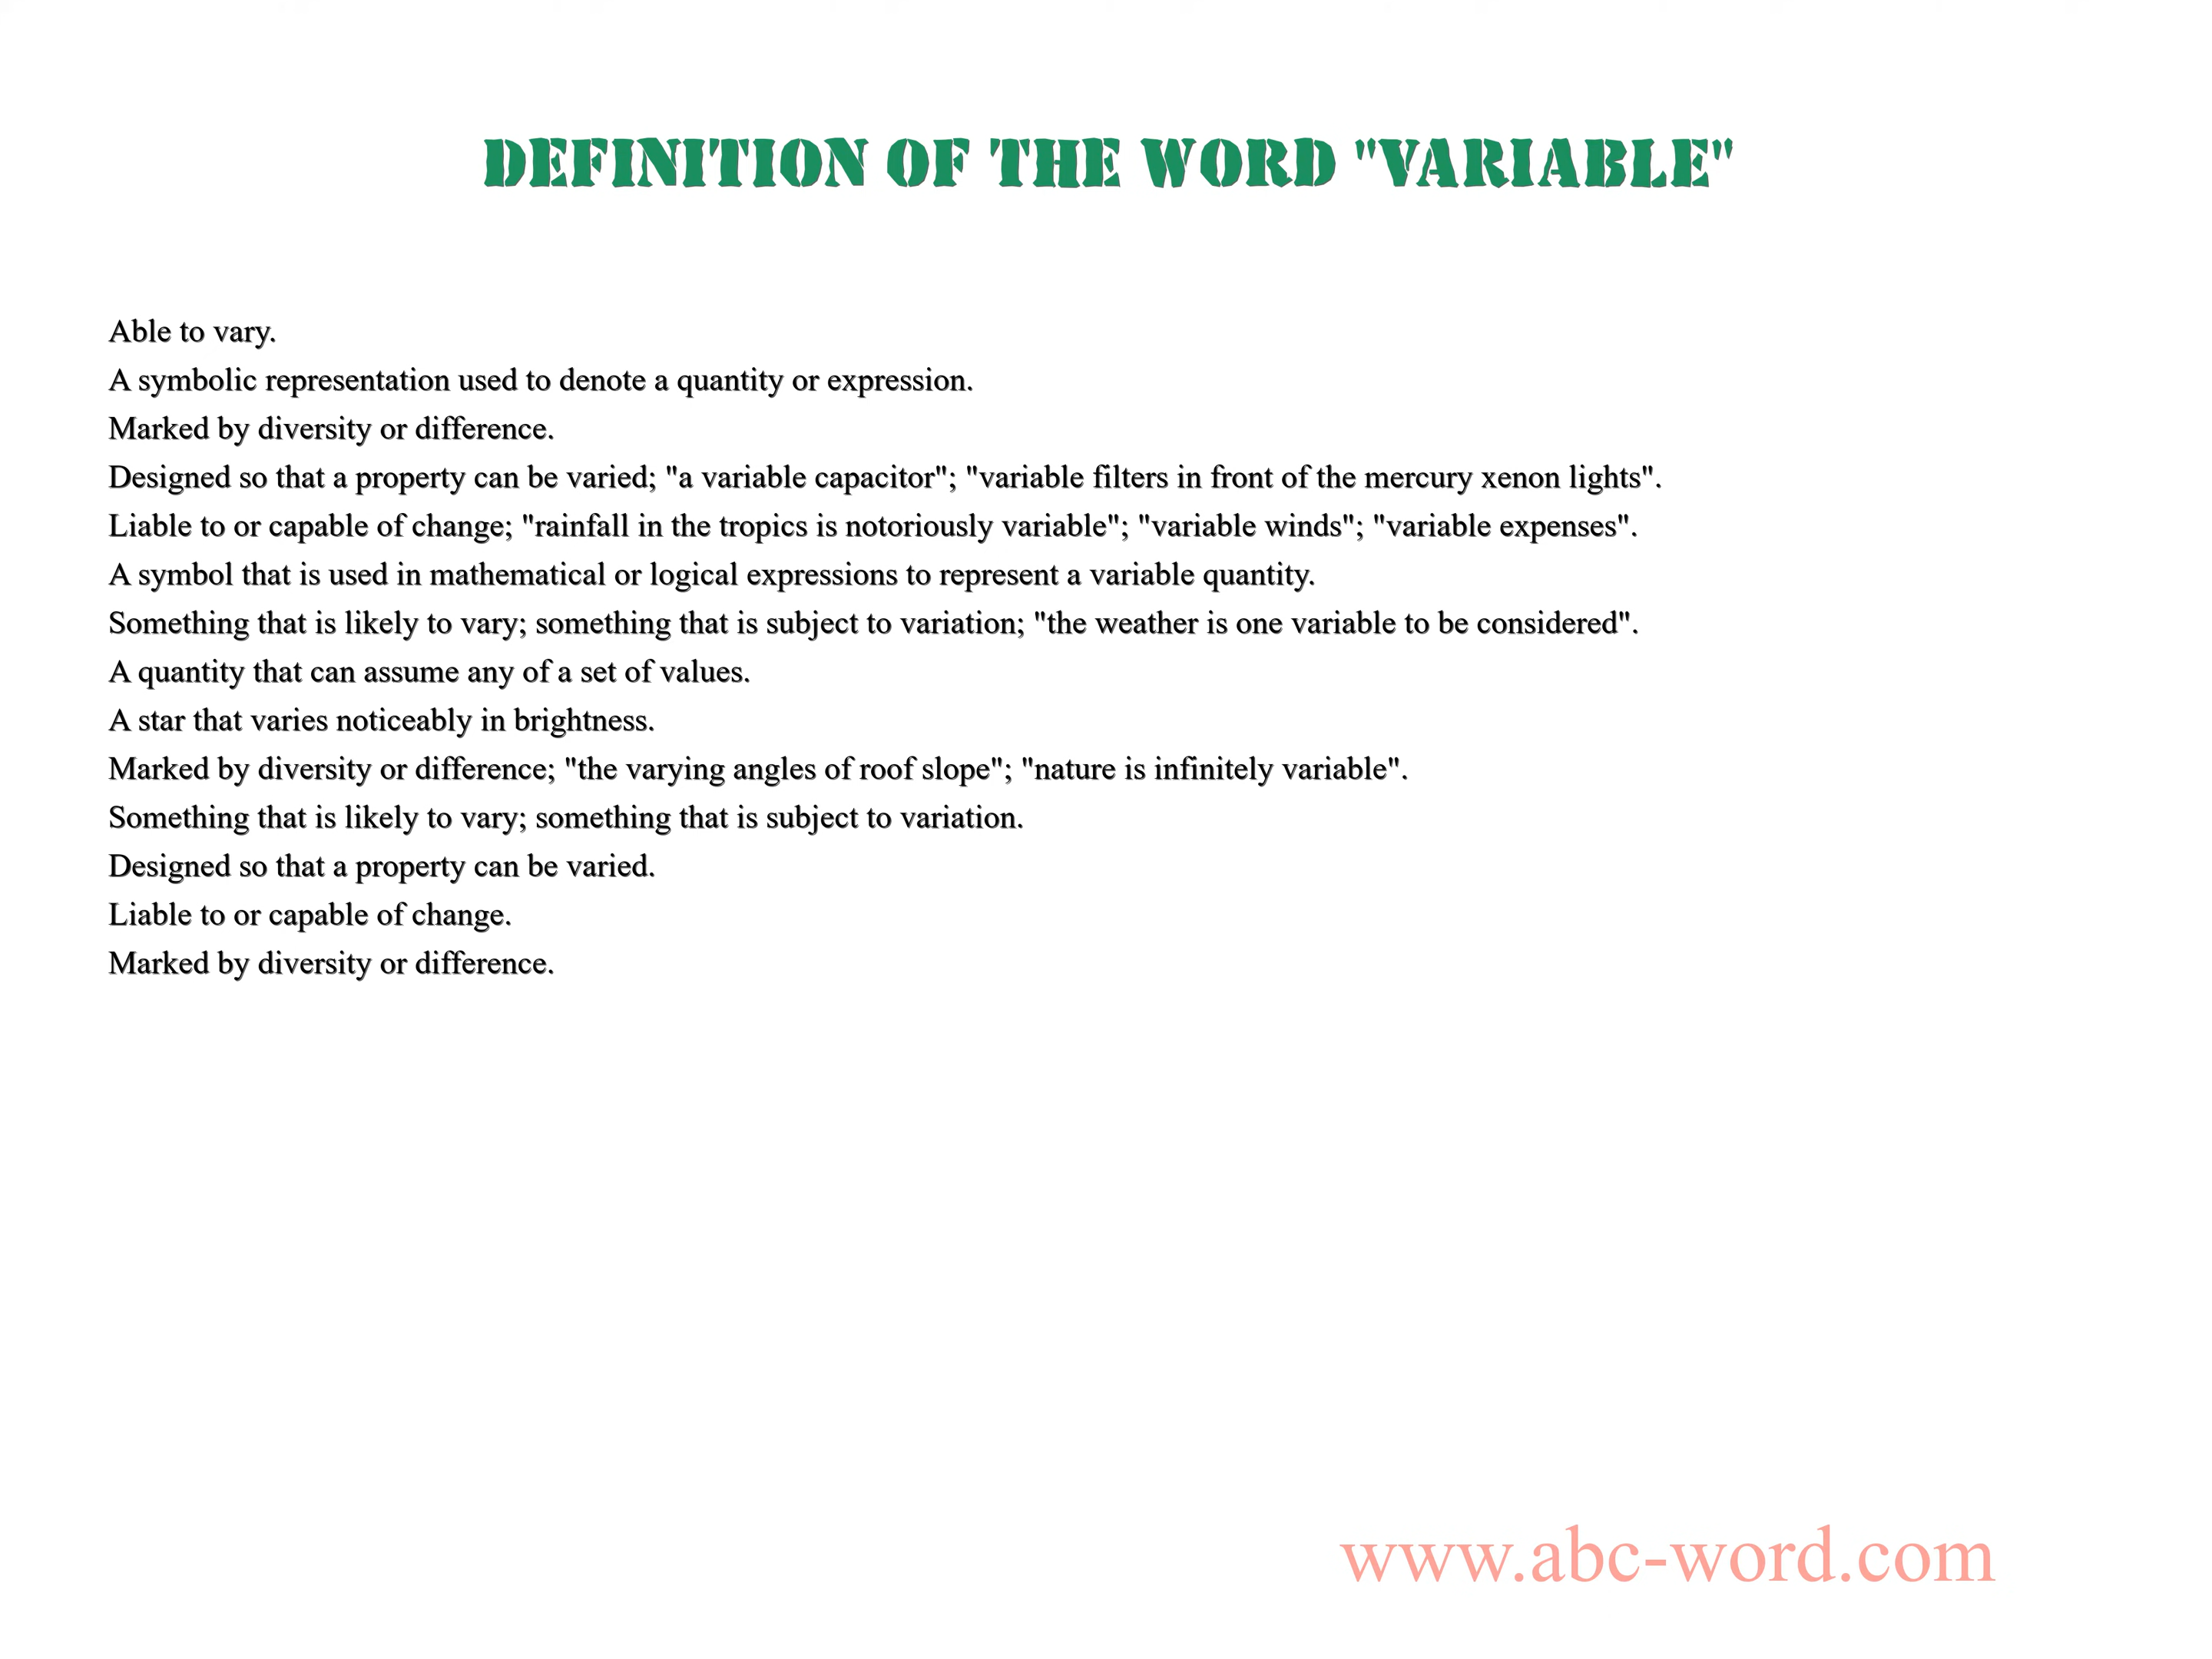 DEFINITION OF THE WORD "VARIABLE"
Able to vary.
A symbolic representation used to denote a quantity or expression.
Marked by diversity or difference.
Designed so that a property can be varied; "a variable capacitor"; "variable filters in front of the mercury xenon lights".
Liable to or capable of change; "rainfall in the tropics is notoriously variable"; "variable winds"; "variable expenses".
A symbol that is used in mathematical or logical expressions to represent a variable quantity.
Something that is likely to vary; something that is subject to variation; "the weather is one variable to be considered".
A quantity that can assume any of a set of values.
A star that varies noticeably in brightness.
Marked by diversity or difference; "the varying angles of roof slope"; "nature is infinitely variable".
Something that is likely to vary; something that is subject to variation.
Designed so that a property can be varied.
Liable to or capable of change.
Marked by diversity or difference.
www.abc-word.com